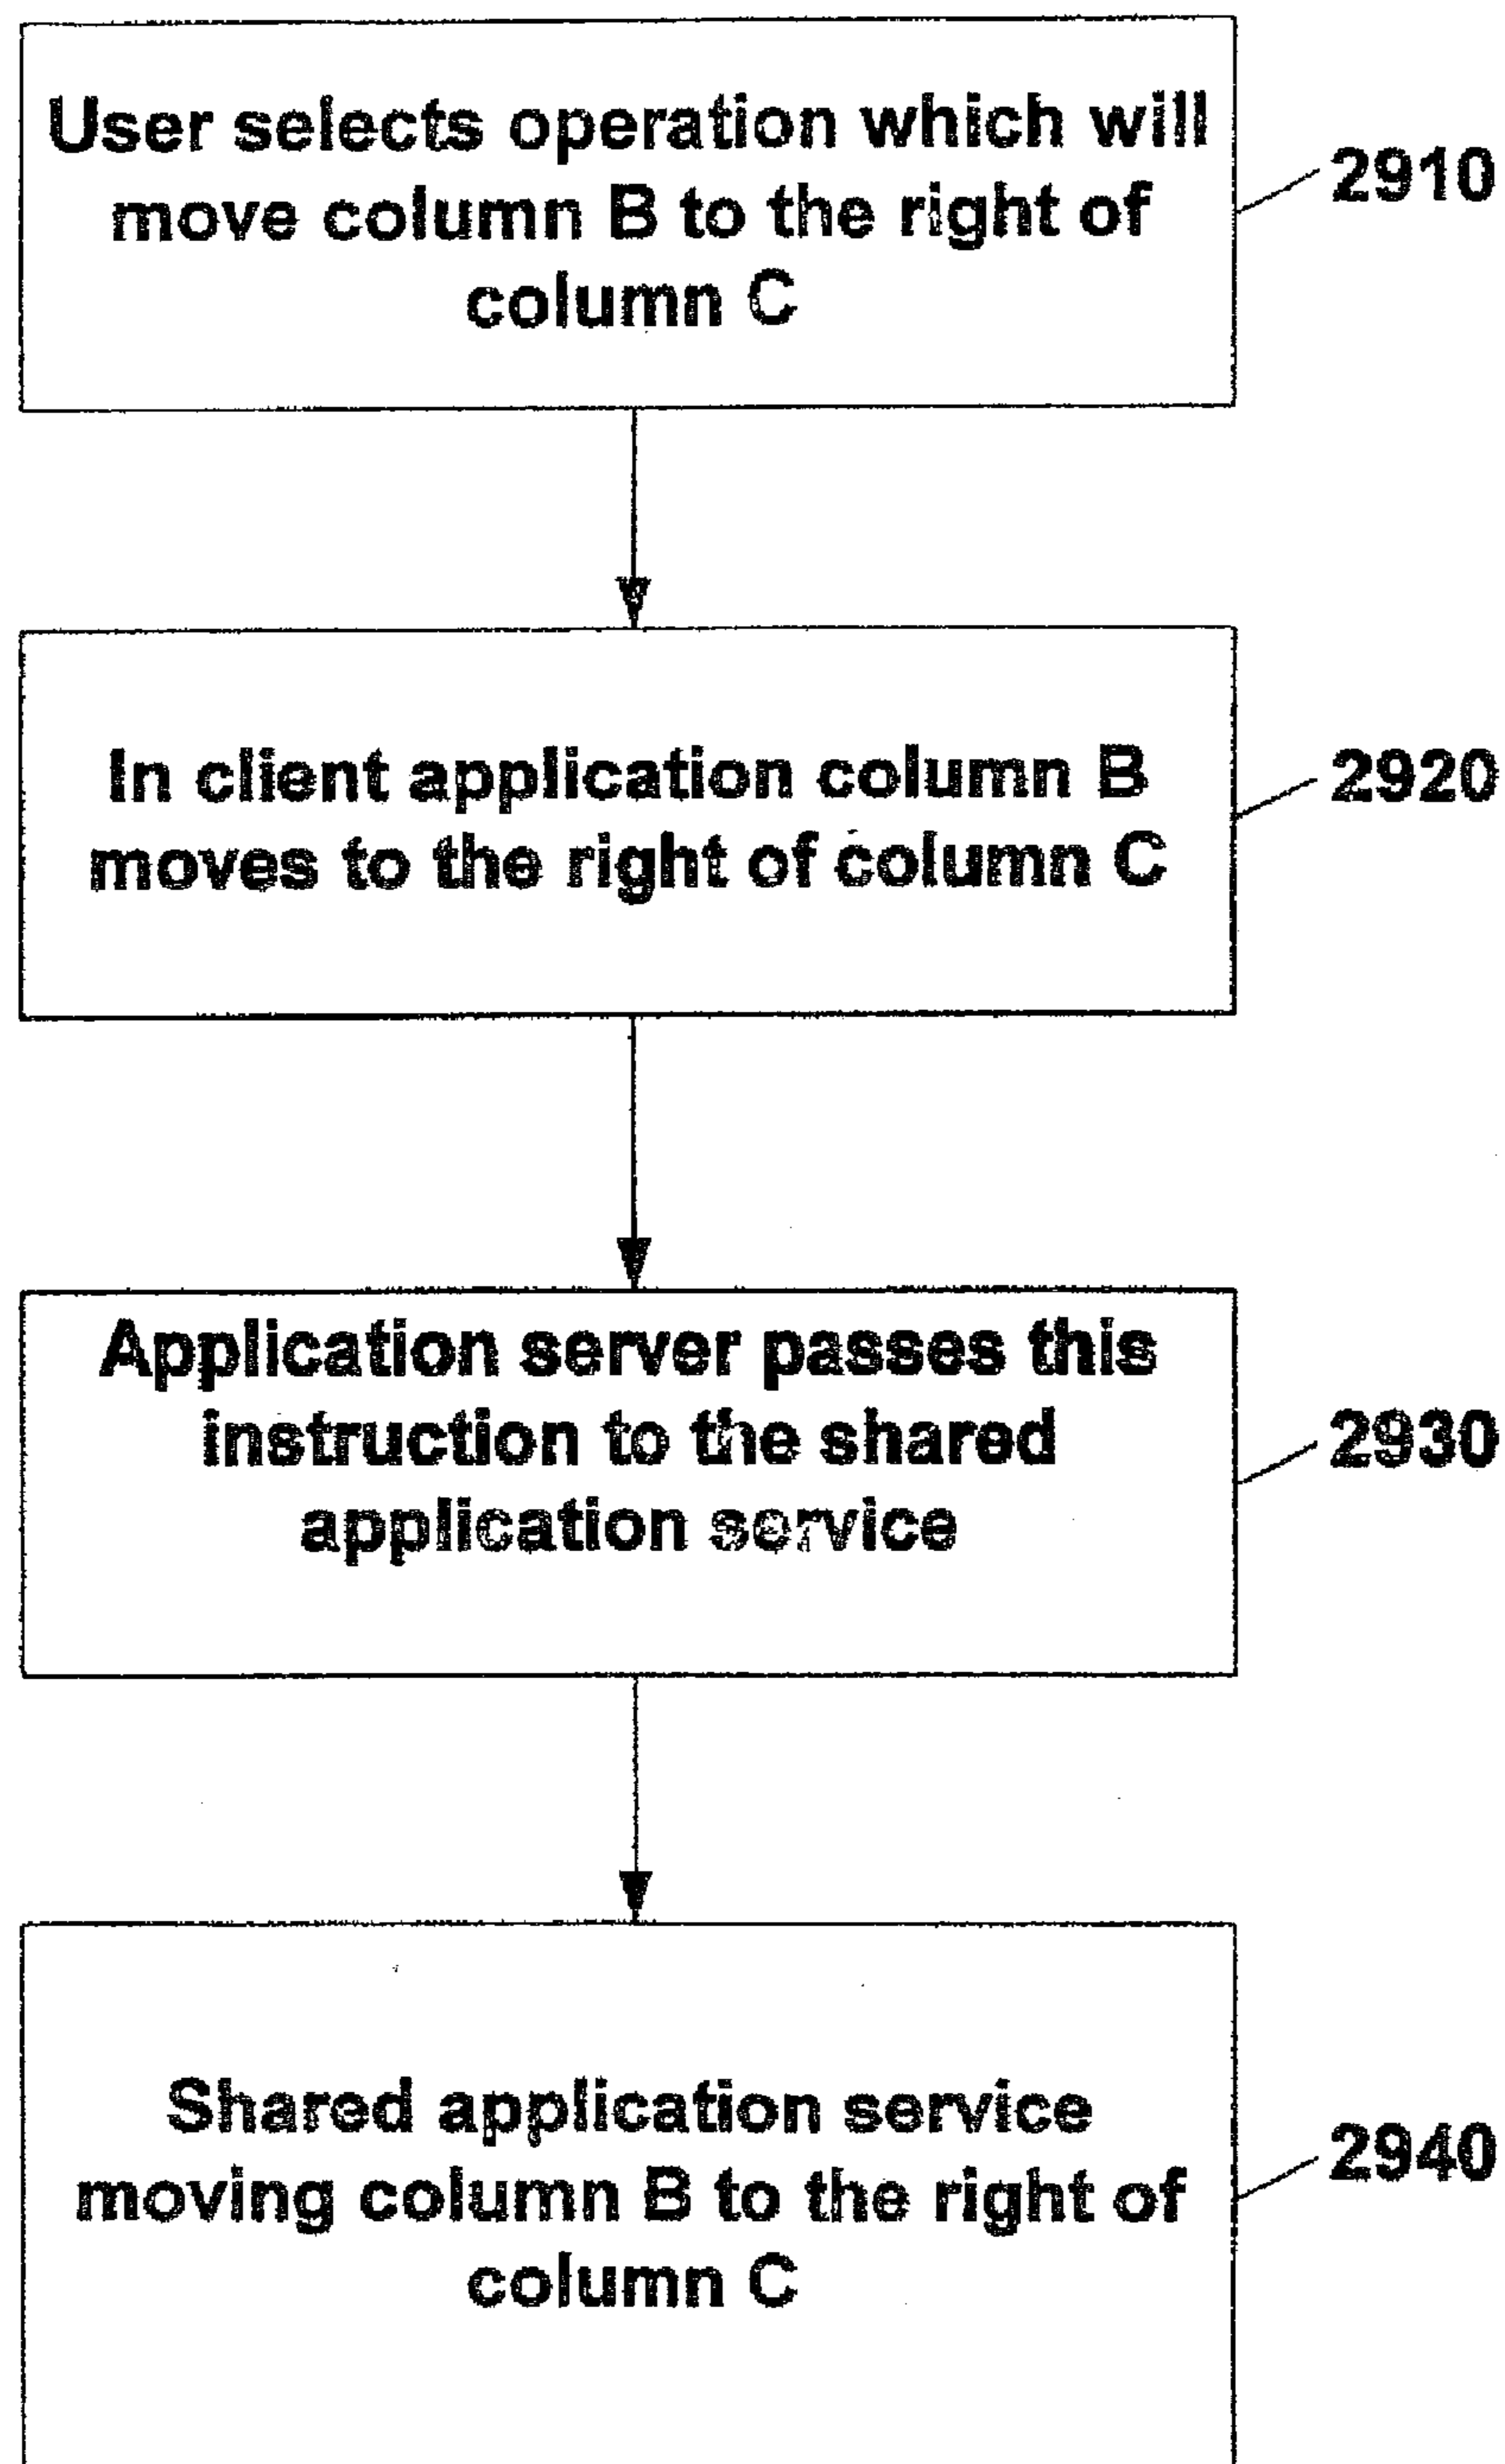 User selects operation which will
move column B to the right of
column C
2910
In client application column B
moves to the right of column C
2920
Application server passes this
instruction to the shared
application service
2930
Shared application service
moving column B to the right of
column C
2940